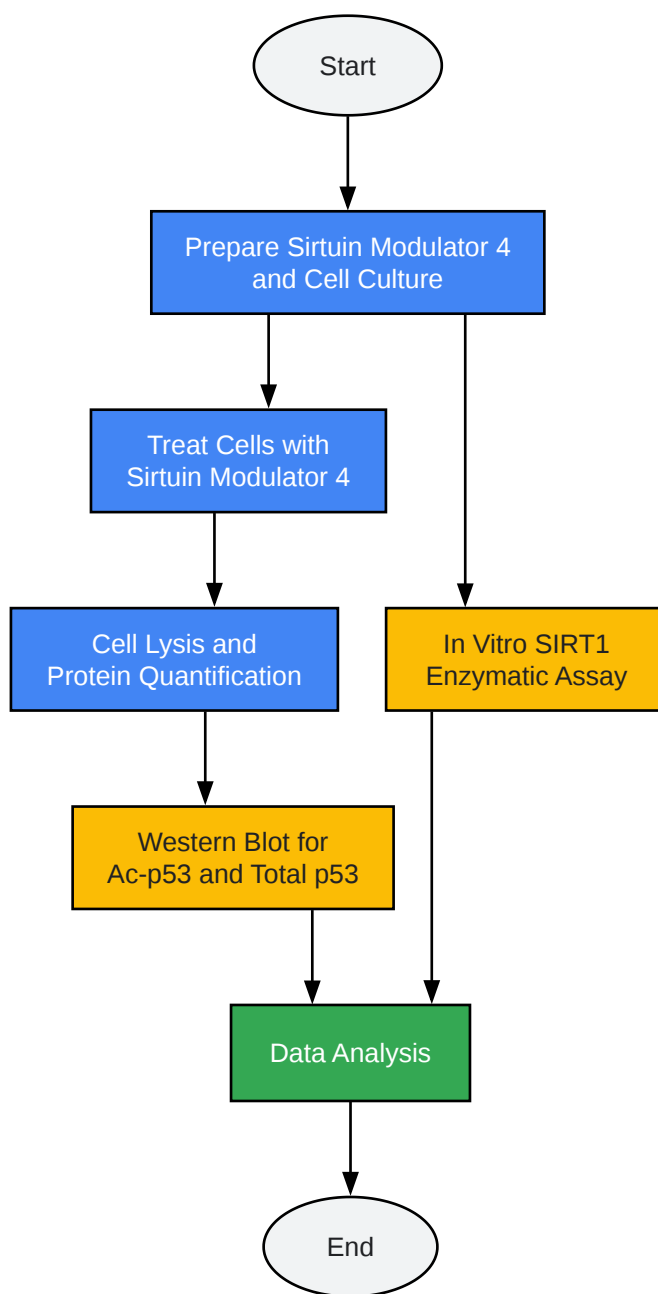 Start
Prepare Sirtuin Modulator 4
and Cell Culture
Treat Cells with
Sirtuin Modulator 4
Cell Lysis and
Protein Quantification
In Vitro SIRT1
Enzymatic Assay
Western Blot for
Ac-p53 and Total p53
Data Analysis
End